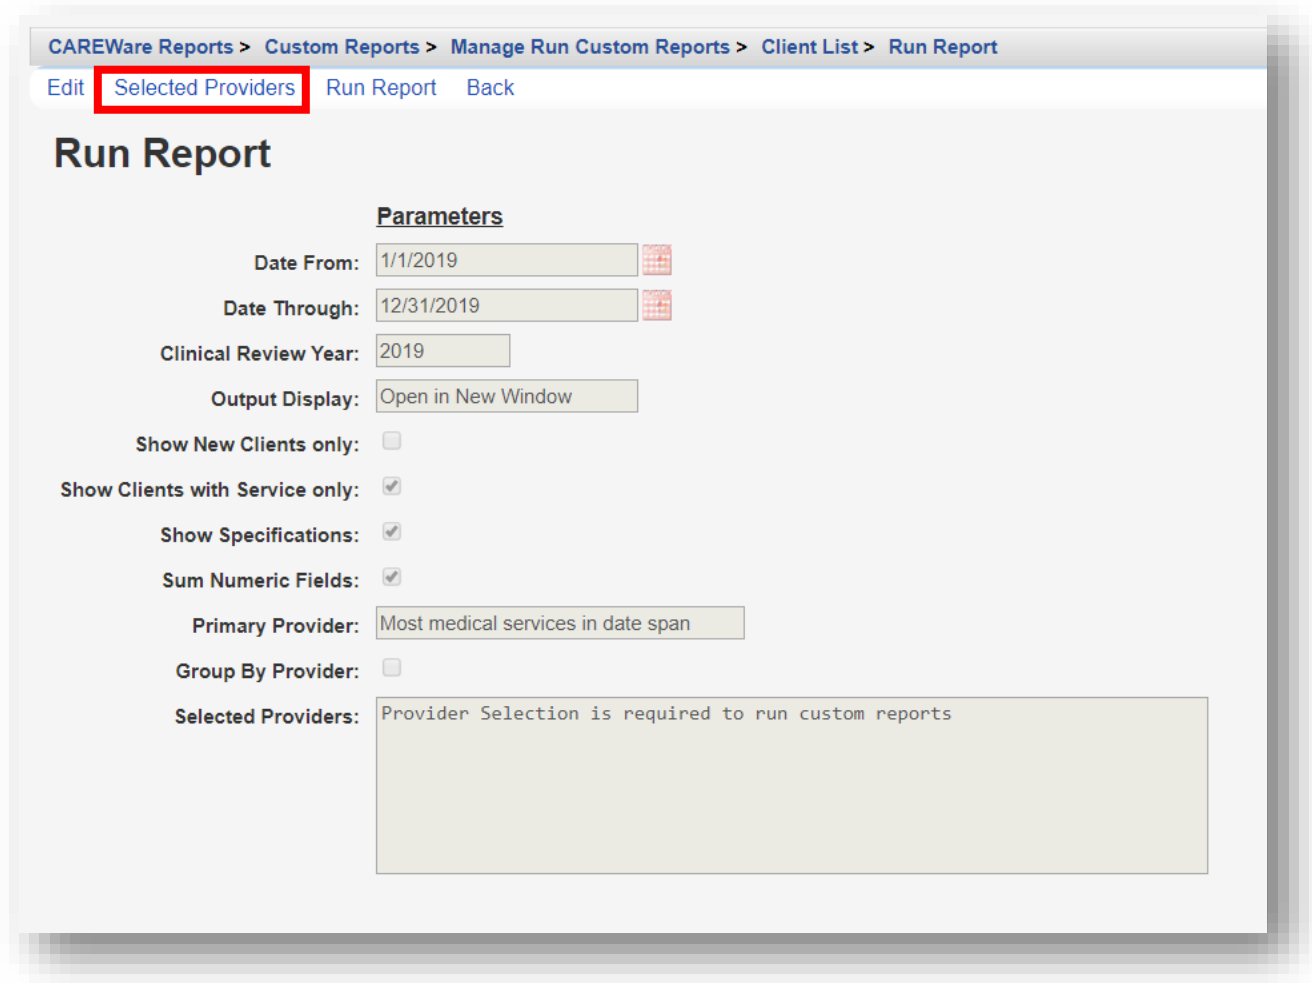 CAREWare Reports > Custom Reports > Manage Run Custom Reports > Client List > Run Report
Edit Selected Providers Run Report Back
Run Report
Parameters
Date From: 1/1/2019
Date Through: 12/31/2019
Clinical Review Year: 2019
Output Display: Open in New Window
Show New Clients only:
Show Clients with Service only:
Show Specifications:
Sum Numeric Fields:
Primary Provider: Most medical services in date span
Group By Provider:
Selected Providers: Provider Selection is required to run custom reports